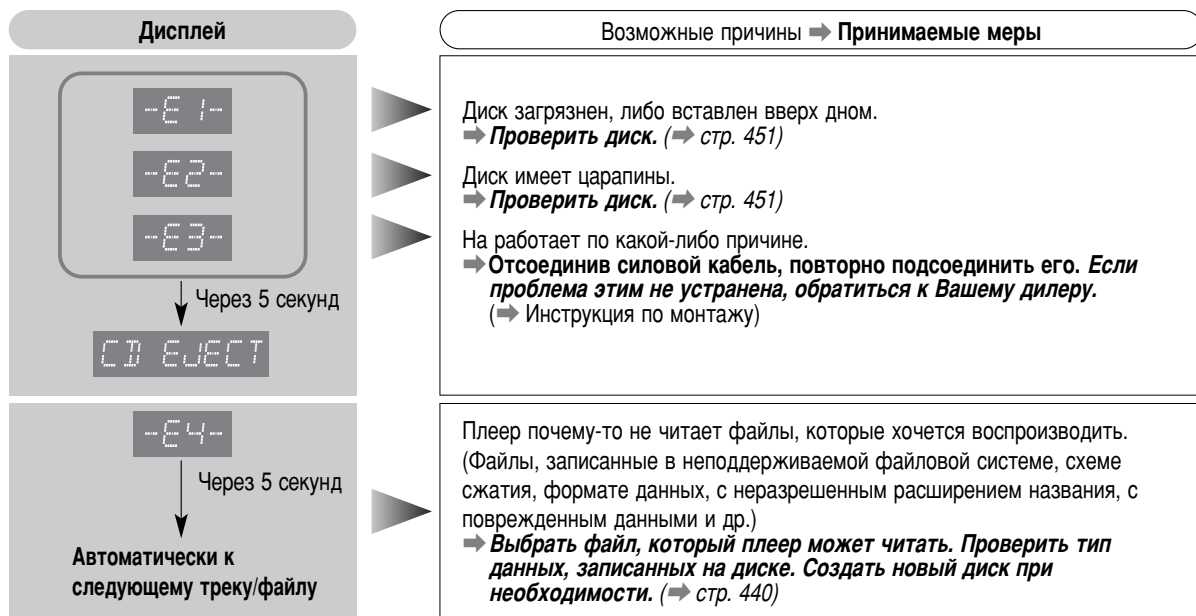 Дисплей
Возможные причины ➡ Принимаемые меры
-E1-
Диск загрязнен, либо вставлен вверх дном.
➡ Проверить диск. (➡ стр. 451)
-E2-
Диск имеет царапины.
➡ Проверить диск. (➡ стр. 451)
-E3-
На работает по какой-либо причине.
➡ Отсоединив силовой кабель, повторно подсоединить его. Если
проблема этим не устранена, обратиться к Вашему дилеру.
(➡ Инструкция по монтажу)
Через 5 секунд
CD EJECT
-E4-
Через 5 секунд
Автоматически к
следующему треку/файлу
Плеер почему-то не читает файлы, которые хочется воспроизводить.
(Файлы, записанные в неподдерживаемой файловой системе, схеме
сжатия, формате данных, с неразрешенным расширением названия, с
поврежденным данными и др.)
➡ Выбрать файл, который плеер может читать. Проверить тип
данных, записанных на диске. Создать новый диск при
необходимости. (➡ стр. 440)